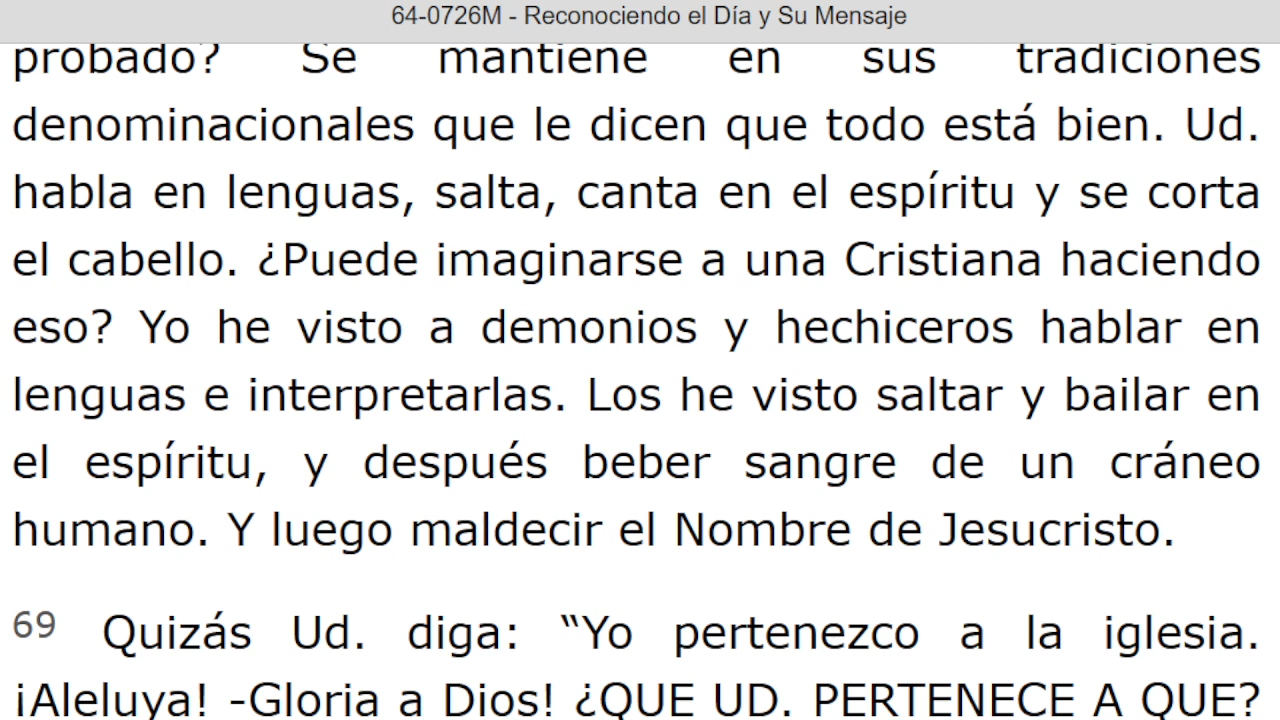 64-0726M - Reconociendo el Día y Su Mensaje
probado? Se mantiene en sus tradiciones
denominacionales que le dicen que todo está bien. Ud.
habla en lenguas, salta, canta en el espíritu y se corta
el cabello. ¿Puede imaginarse a una Cristiana haciendo
eso? Yo he visto a demonios y hechiceros hablar en
lenguas e interpretarlas. Los he visto saltar y bailar en
el espíritu, y después beber sangre de un cráneo
humano. Y luego maldecir el Nombre de Jesucristo.
69 Quizás Ud. diga: “Yo pertenezco a la iglesia.
¡Aleluya! -Gloria a Dios! ¿QUE UD. PERTENECE A QUE?